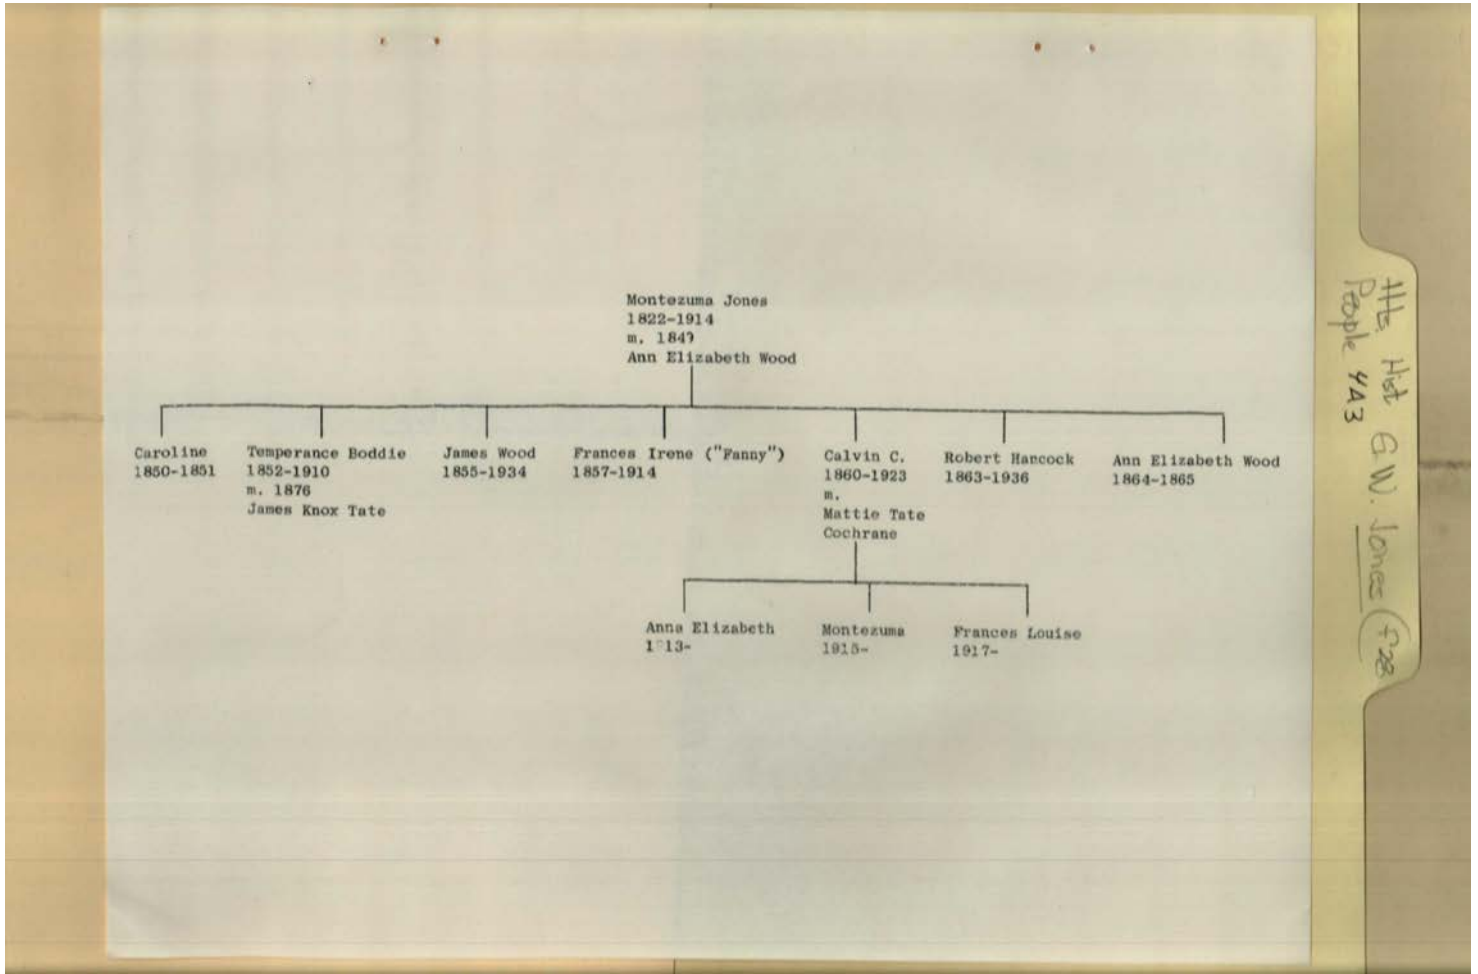 Montezuma Jones
1822-1914
m.
Ann Elizabeth Wood
Caroline
1850-1851
Temperance Boddie
1852-1910
m. 1876
James Knox Tate
James Wood
1855-1934
Frances Irene ("Fanny")
1857-1914
Calvin C.
1860-1923
m.
Mattie Tate
Cochrane
Robert Hancock
1863-1936
Ann Elizabeth Wood
1864-1865
Anna Elizabeth
Montezuma
1915-
Frances Louise
1917-
Hist G.W. Jones
People 4A3